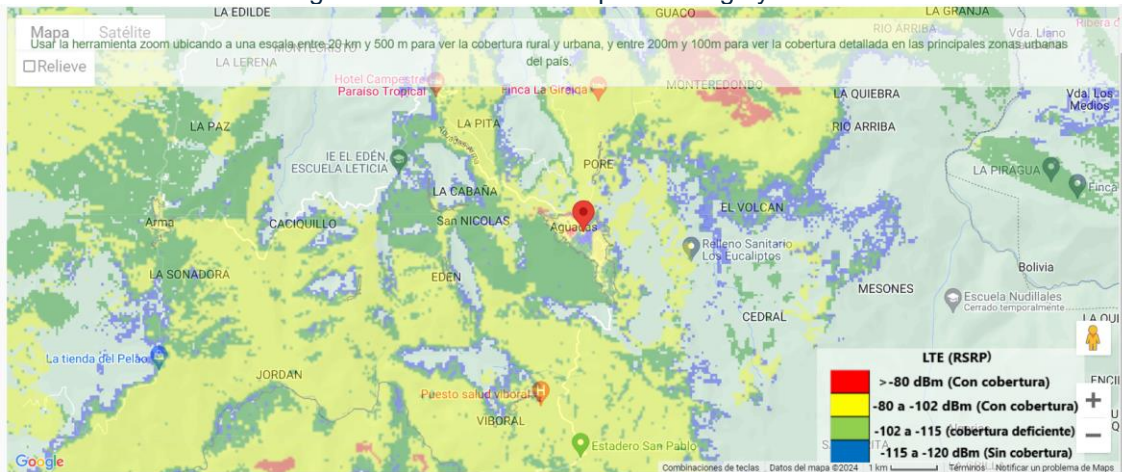 LA EDILDE
GUACO
LA GRANJA
Mapa Satélite
Usar la herramienta zoom ubicando a una escala entre 20 km y 500 m para ver la cobertura rural y urbana, y entre 200m y 100m para ver la cobertura detallada en las principales zonas urbanas
del país.
Relieve
MONTECRISTO
RIO ARRIBA
Vda. Llano
LA LERENA
Hotel Campestre
Paraíso Tropical
Finca La Giralda
MONTERREDONDO
LA QUIEBRA
Vda. Los
Medios
LA PAZ
LA PITA
RIO ARRIBA
IE EL EDÉN,
ESCUELA LETICIA
PORE
LA PIRAGUA
Finca
LA CABAÑA
EL VOLCAN
Arma
CACIQUILLO
San NICOLAS
Aguadas
Relleno Sanitario
Los Eucaliptos
LA SONADORA
EDEN
Bolivia
MESONES
Escuela Nudillales
Cerrado temporalmente
CEDRAL
La tienda del Pelao
JORDAN
Puesto salud viboral
VIBORAL
Estadero San Pablo
LTE (RSRP)
>-80 dBm (Con cobertura)
-80 a -102 dBm (Con cobertura)
-102 a -115 (cobertura deficiente)
-115 a -120 dBm (Sin cobertura)
Google
Combinaciones de teclas Datos del mapa ©2024 1 km Términos Notificar un problema de Maps